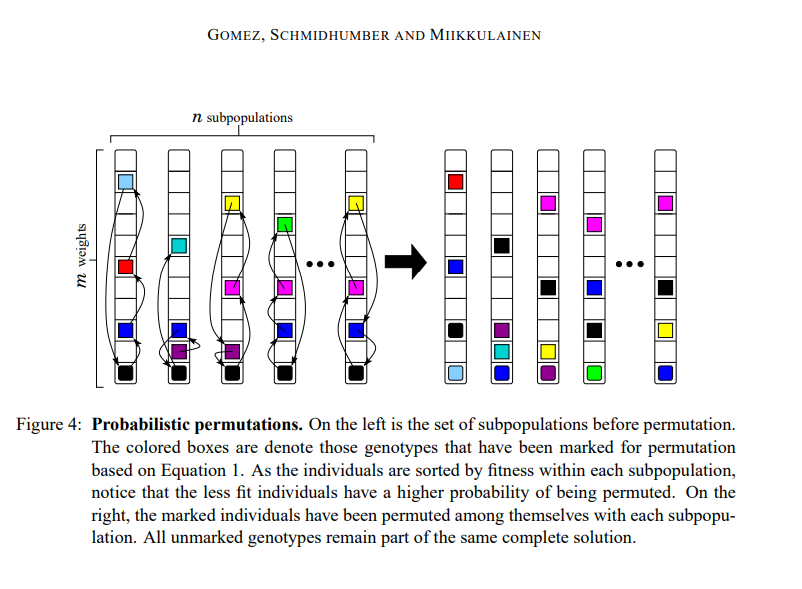 GOMEZ, SCHMIDHUMBER AND MIIKKULAINEN
n subpopulations
m weights
Figure 4: Probabilistic permutations. On the left is the set of subpopulations before permutation.
The colored boxes are denote those genotypes that have been marked for permutation
based on Equation 1. As the individuals are sorted by fitness within each subpopulation,
notice that the less fit individuals have a higher probability of being permuted. On the
right, the marked individuals have been permuted among themselves with each subpopu-
lation. All unmarked genotypes remain part of the same complete solution.